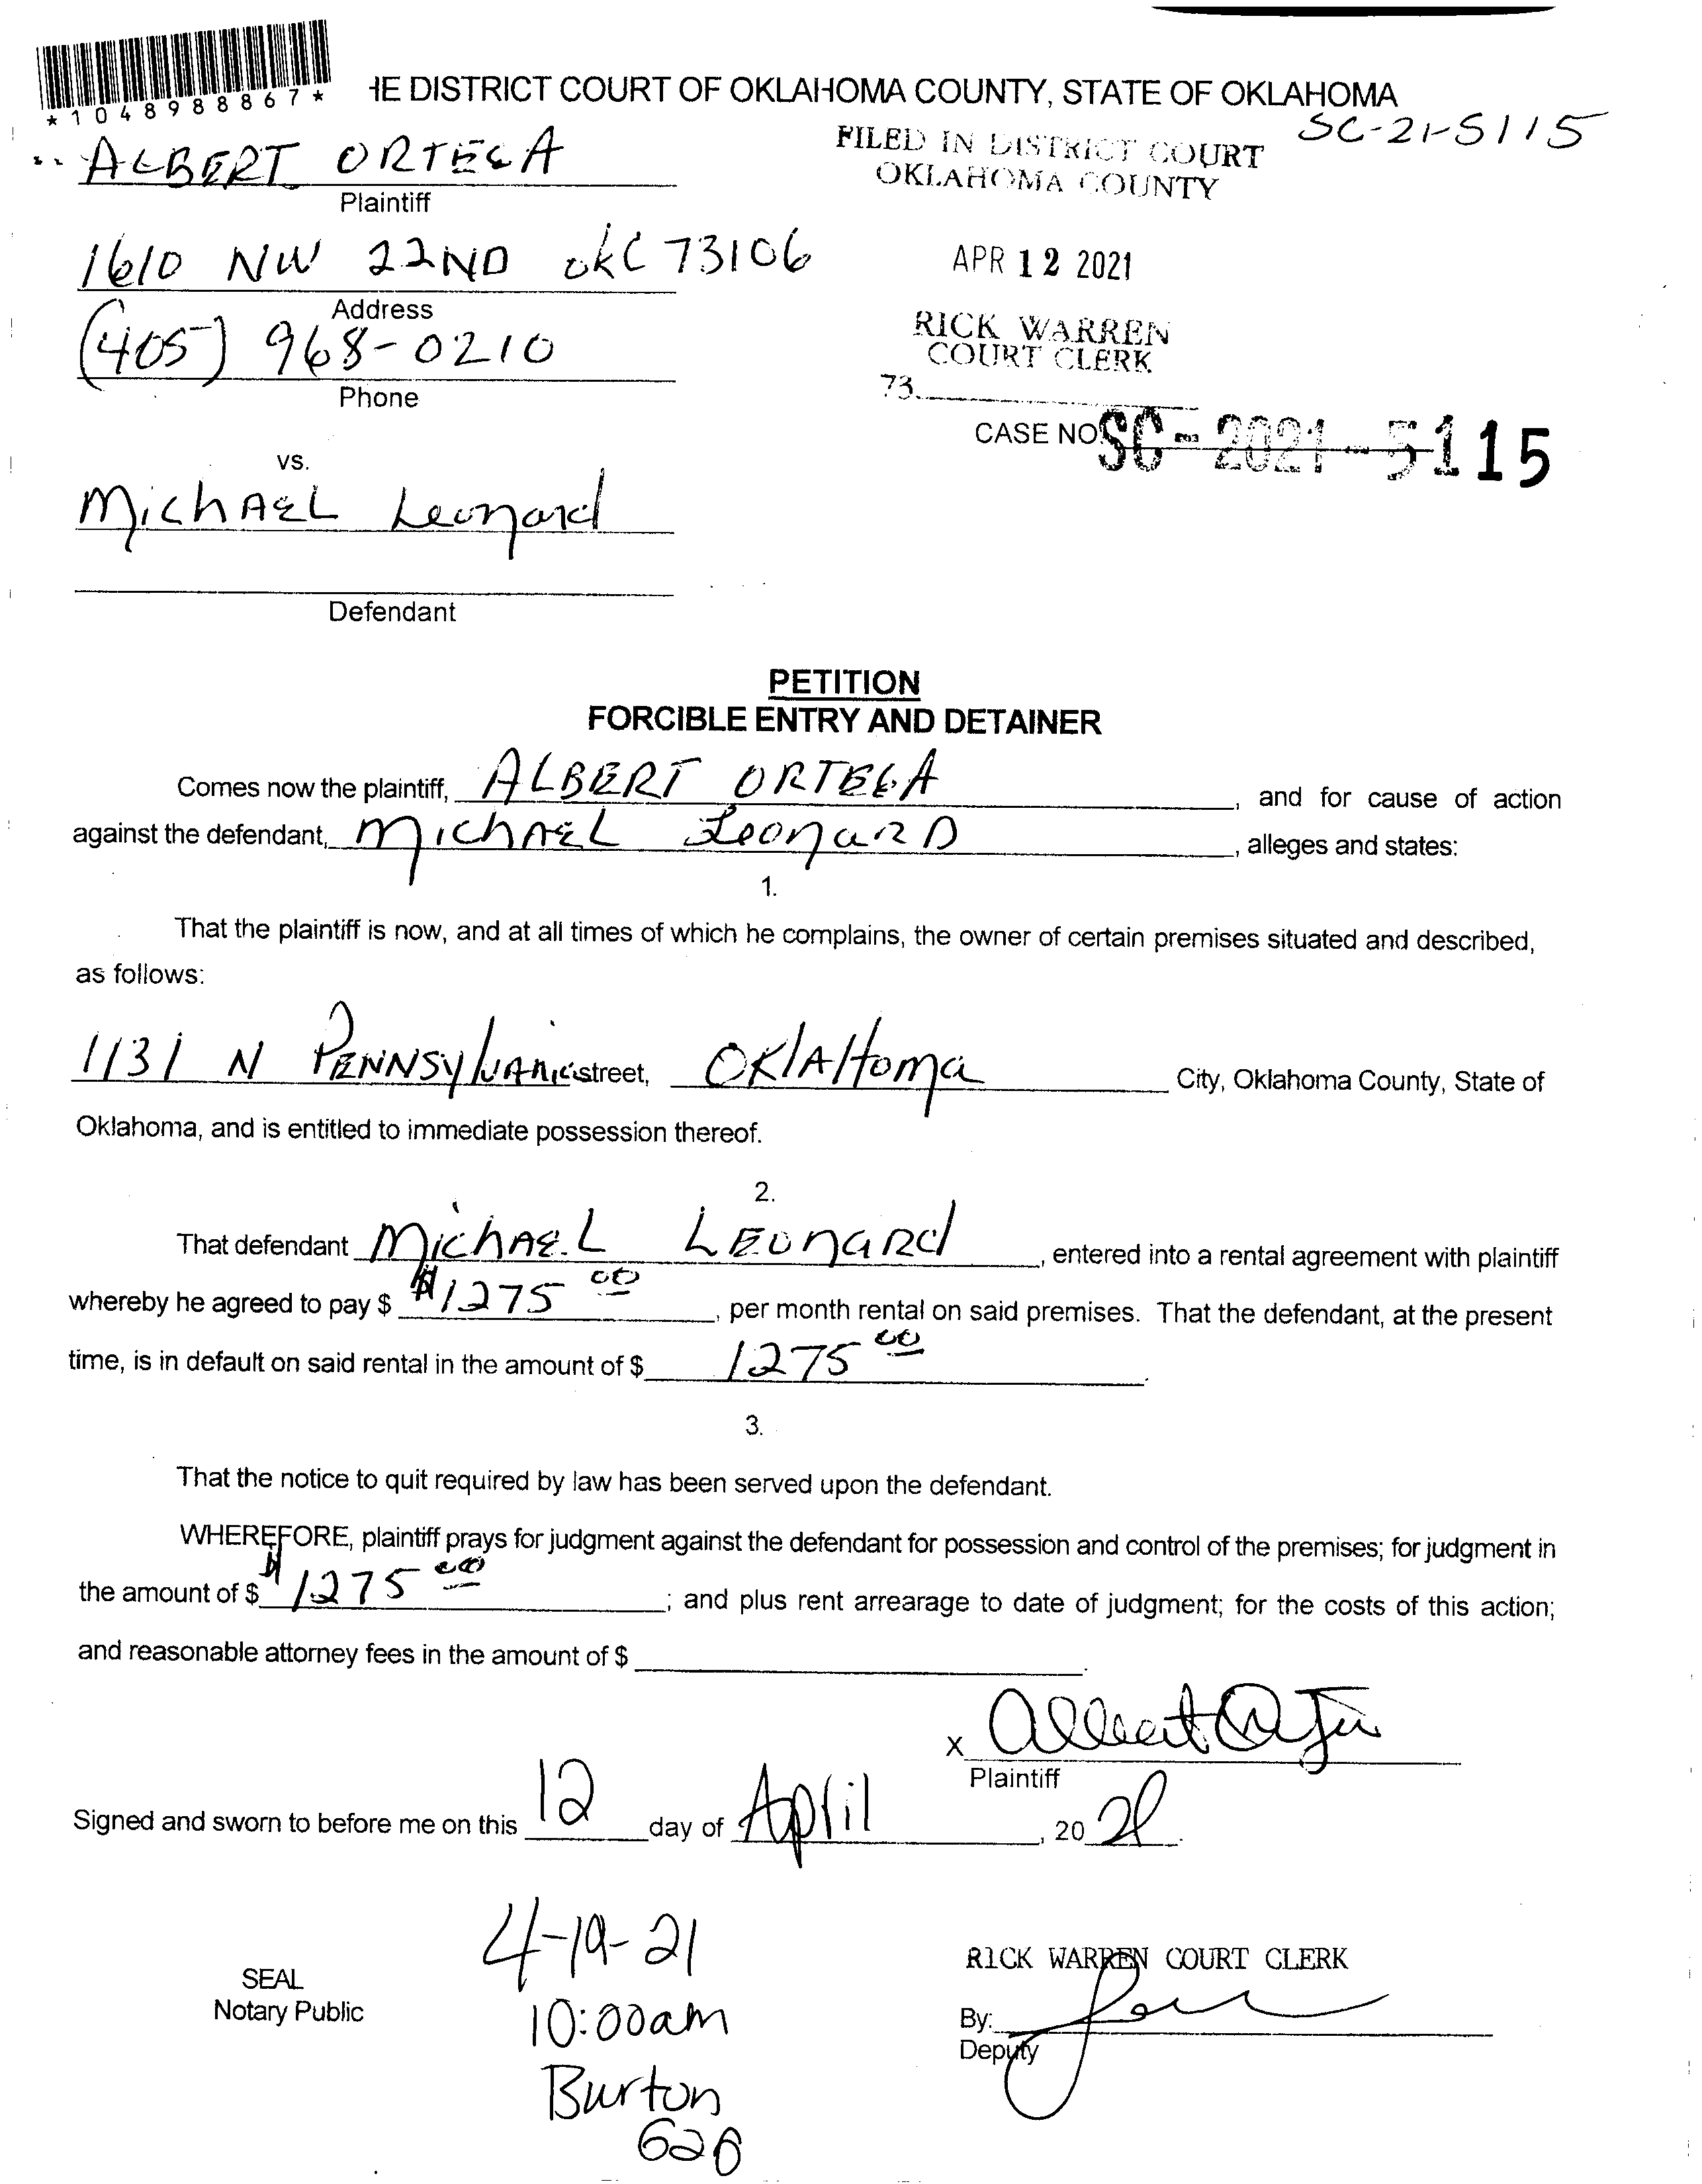 *1048988867*
HE DISTRICT COURT OF OKLAHOMA COUNTY, STATE OF OKLAHOMA
SC-21-5115
ALBERT ORTEGA
Plaintiff
FILED IN DISTRICT COURT
OKLAHOMA COUNTY
1610 NW 22ND OKC 73106
Address
APR 12 2021
(405) 968-0210
Phone
RICK WARREN
COURT CLERK
73
CASE NO SC-2021-5115
vs.
MichAEL Leonard
Defendant
PETITION
FORCIBLE ENTRY AND DETAINER
Comes now the plaintiff, ALBERT ORTEGA, and for cause of action
against the defendant, MichAEL LeonarD, alleges and states:
1.
That the plaintiff is now, and at all times of which he complains, the owner of certain premises situated and described,
as follows:
1131 N PENNSylvAnia street, OKlAHoma City, Oklahoma County, State of
Oklahoma, and is entitled to immediate possession thereof.
2.
That defendant MichAEL LEonaRd, entered into a rental agreement with plaintiff
whereby he agreed to pay $ $1275 00, per month rental on said premises. That the defendant, at the present
time, is in default on said rental in the amount of $ 1275 00.
3.
That the notice to quit required by law has been served upon the defendant.
WHEREFORE, plaintiff prays for judgment against the defendant for possession and control of the premises; for judgment in
the amount of $ $1275 00; and plus rent arrearage to date of judgment; for the costs of this action;
and reasonable attorney fees in the amount of $
x Albert Ortega
Plaintiff
Signed and sworn to before me on this 12 day of April, 2021.
SEAL
Notary Public
4-19-21
10:00am
Burton
626
RICK WARREN COURT CLERK
By:
Deputy